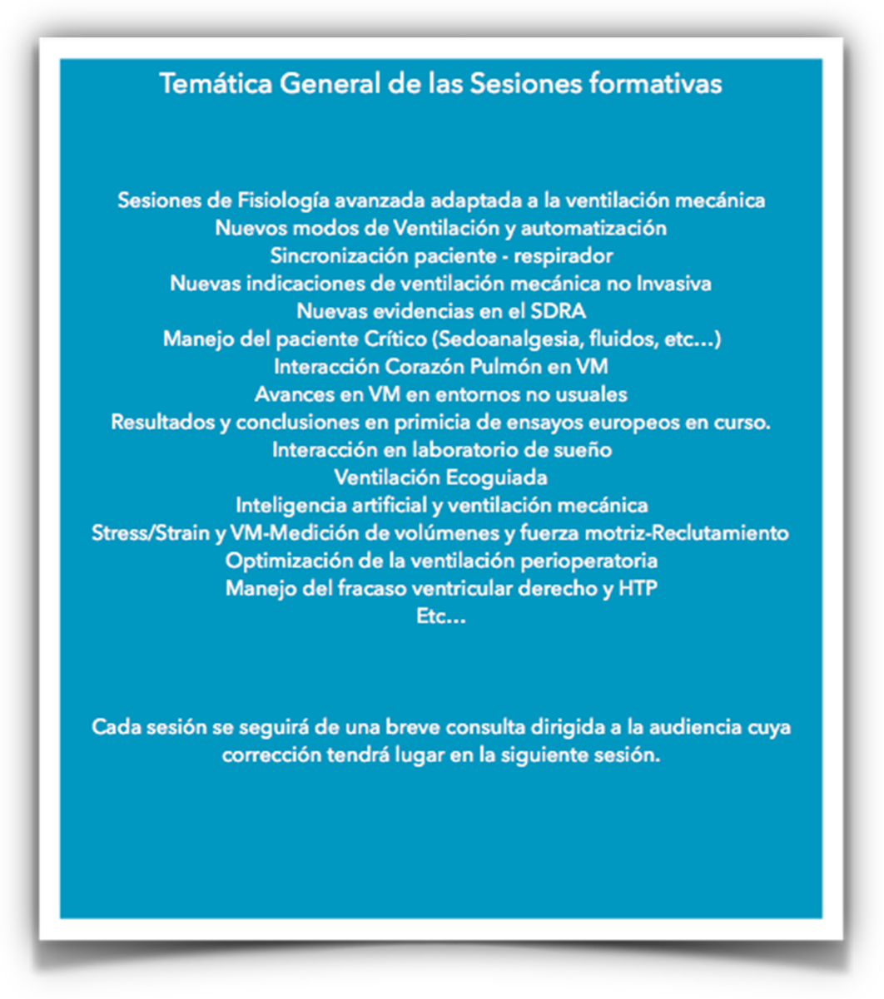 Temática General de las Sesiones formativas
Sesiones de Fisiología avanzada adaptada a la ventilación mecánica
Nuevos modos de Ventilación y automatización
Sincronización paciente - respirador
Nuevas indicaciones de ventilación mecánica no Invasiva
Nuevas evidencias en el SDRA
Manejo del paciente Crítico (Sedoanalgesia, fluidos, etc...)
Interacción Corazón Pulmón en VM
Avances en VM en entornos no usuales
Resultados y conclusiones en primicia de ensayos europeos en curso.
Interacción en laboratorio de sueño
Ventilación Ecoguiada
Inteligencia artificial y ventilación mecánica
Stress/Strain y VM-Medición de volúmenes y fuerza motriz-Reclutamiento
Optimización de la ventilación perioperatoria
Manejo del fracaso ventricular derecho y HTP
Etc...
Cada sesión se seguirá de una breve consulta dirigida a la audiencia cuya
corrección tendrá lugar en la siguiente sesión.